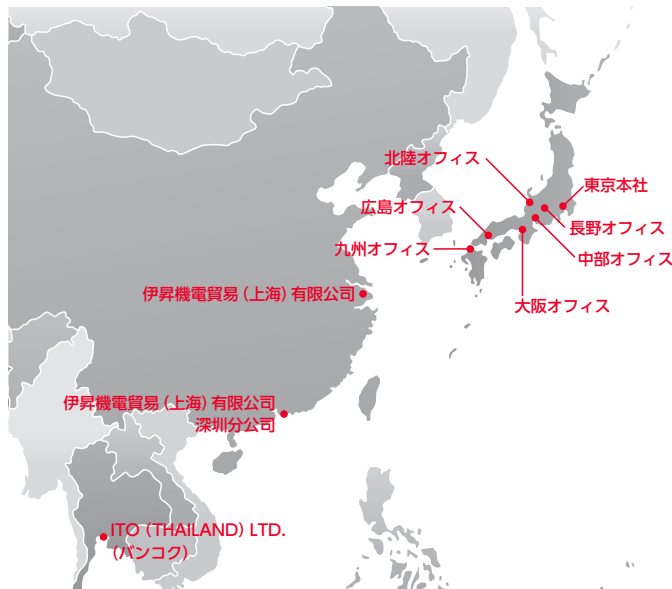 北陸オフィス
東京本社
広島オフィス
長野オフィス
九州オフィス
中部オフィス
大阪オフィス
伊昇機電貿易（上海）有限公司
伊昇機電貿易（上海）有限公司
深圳分公司
ITO（THAILAND）LTD.
（バンコク）